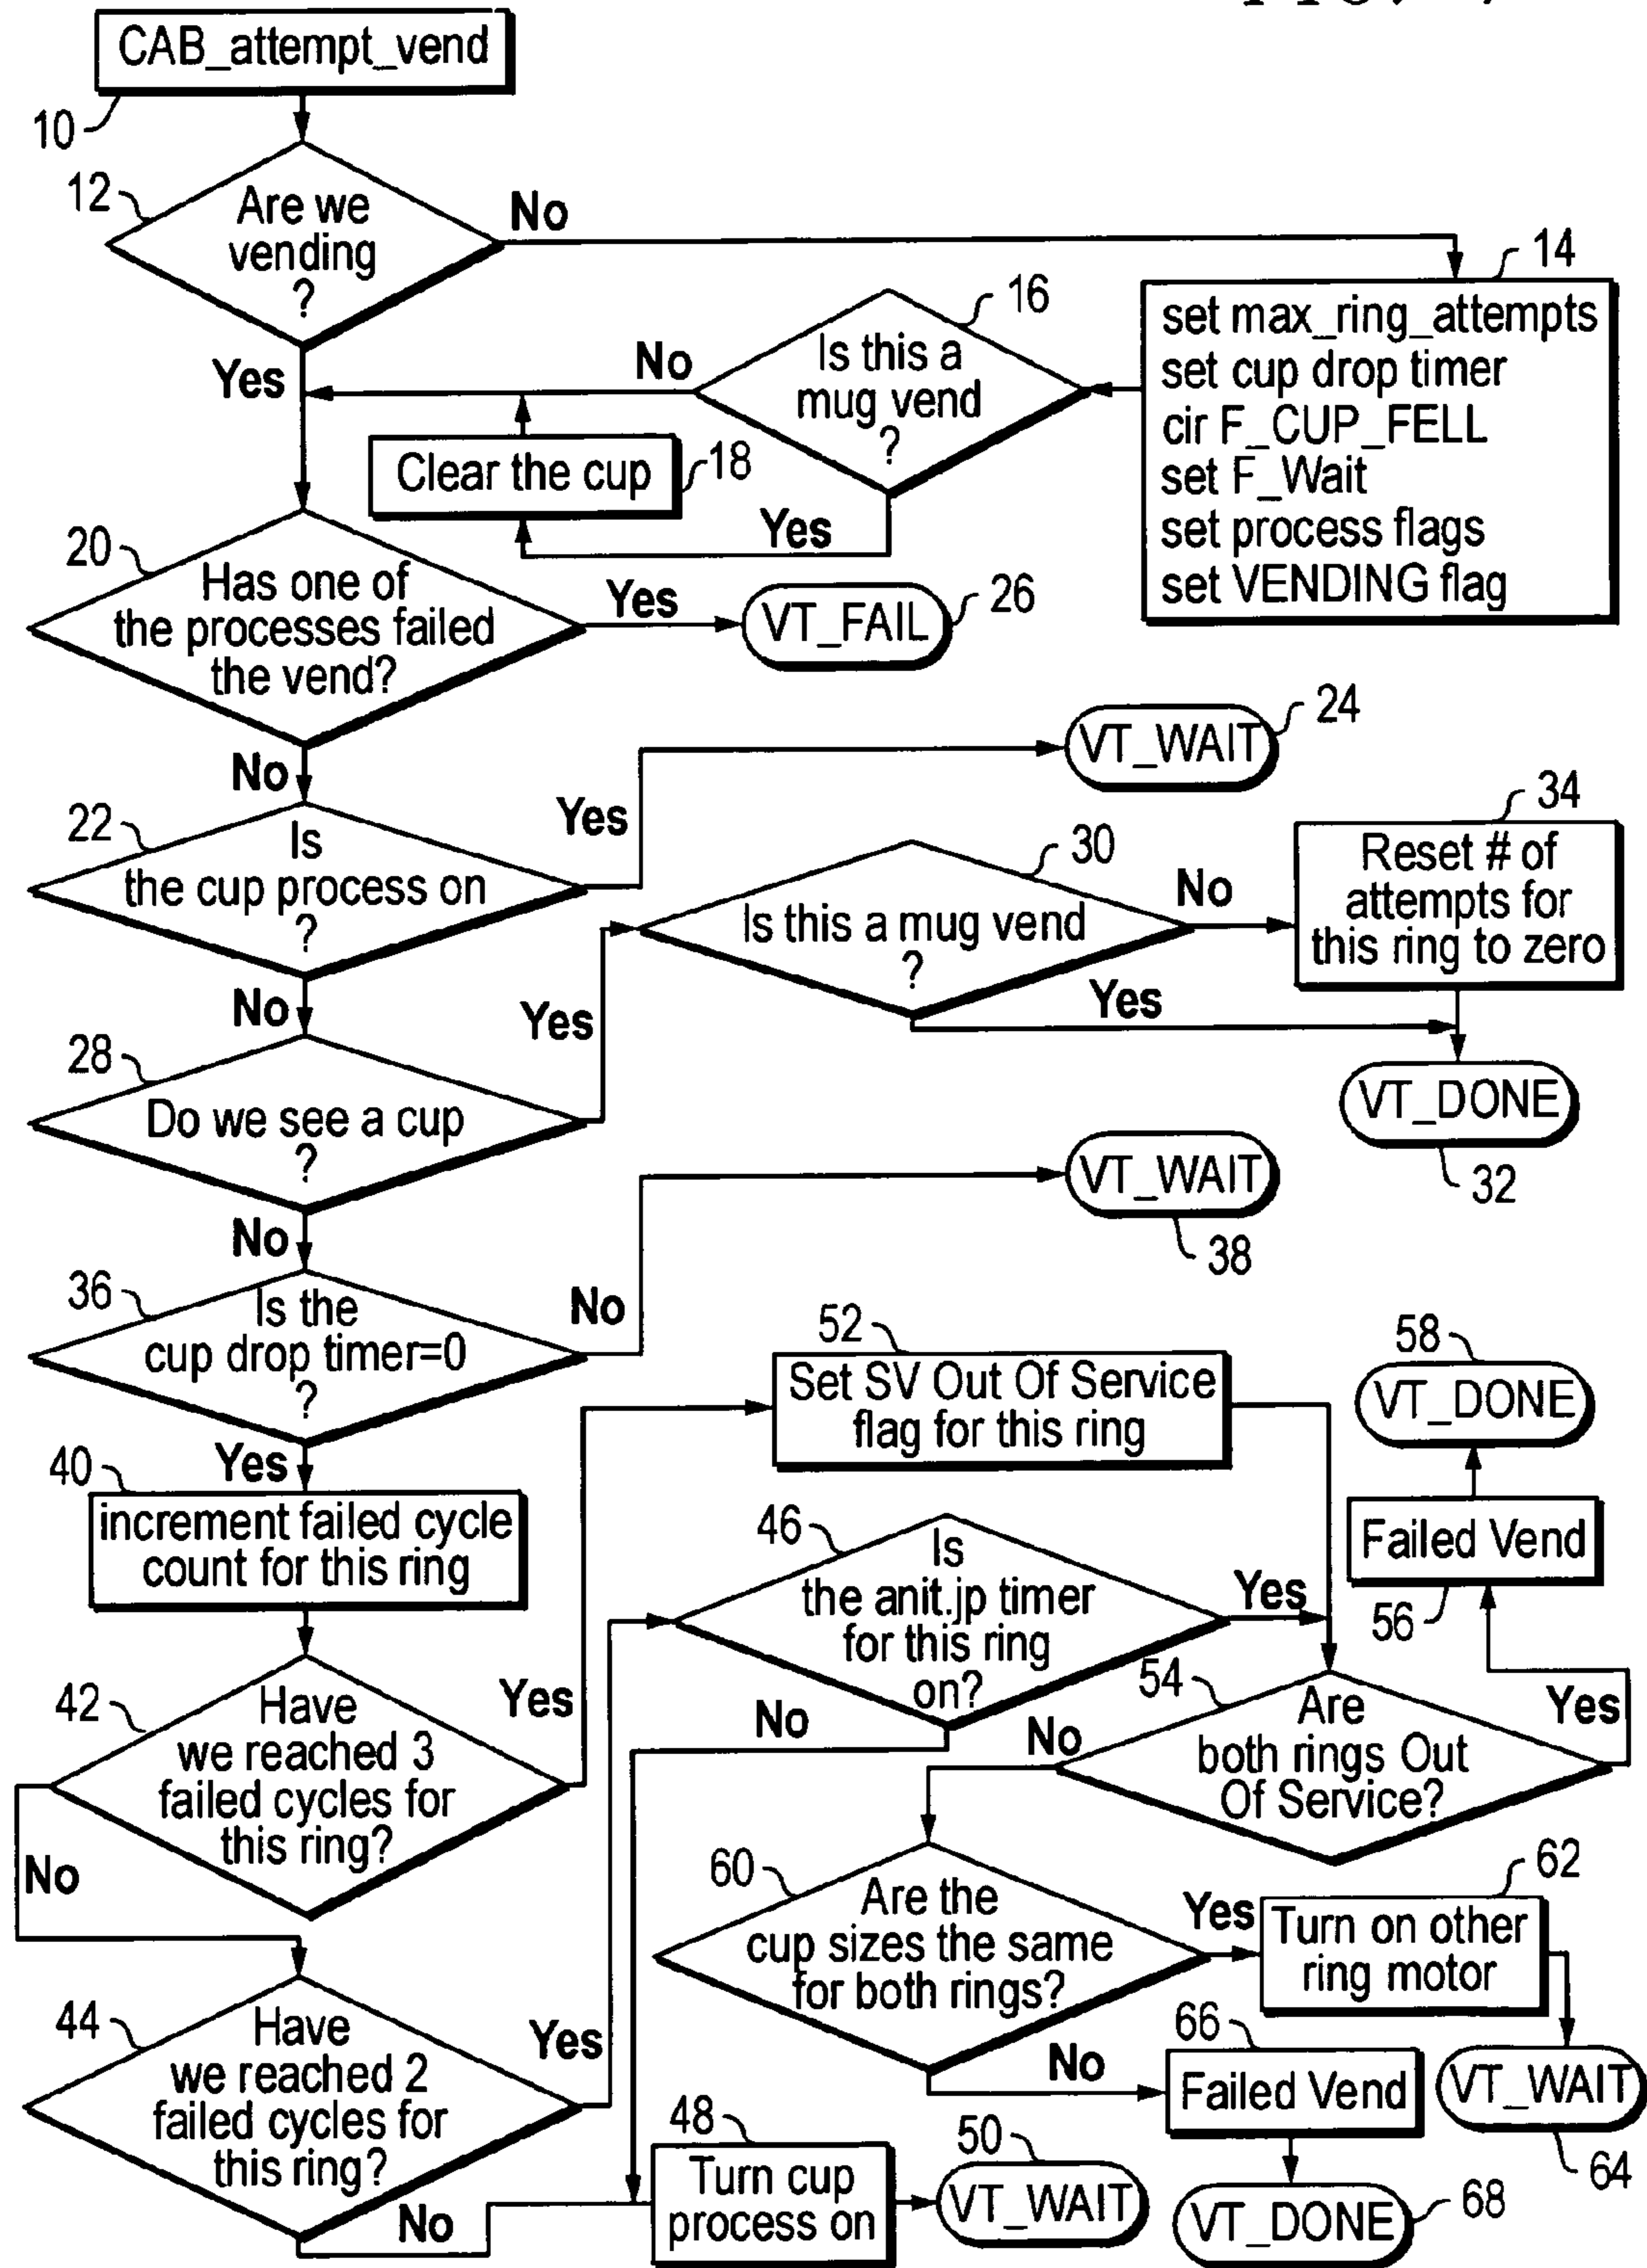 CAB_attempt_vend
10
12
Are we
vending
?
No
Yes
14
set max_ring_attempts
set cup drop timer
cir F_CUP_FELL
set F_Wait
set process flags
set VENDING flag
16
Is this a
mug vend
?
No
Yes
Clear the cup
18
20
Has one of
the processes failed
the vend?
Yes
VT_FAIL
26
No
22
Is
the cup process on
?
Yes
VT_WAIT
24
No
28
Do we see a cup
?
Yes
30
Is this a mug vend
?
No
Yes
34
Reset # of
attempts for
this ring to zero
VT_DONE
32
No
36
Is the
cup drop timer=0
?
No
VT_WAIT
38
Yes
40
increment failed cycle
count for this ring
42
Have
we reached 3
failed cycles for
this ring?
Yes
No
52
Set SV Out Of Service
flag for this ring
44
Have
we reached 2
failed cycles for
this ring?
Yes
No
46
Is
the anit.jp timer
for this ring
on?
Yes
No
54
Are
both rings Out
Of Service?
Yes
No
56
Failed Vend
58
VT_DONE
60
Are the
cup sizes the same
for both rings?
Yes
No
62
Turn on other
ring motor
VT_WAIT
64
66
Failed Vend
VT_DONE
68
48
Turn cup
process on
50
VT_WAIT